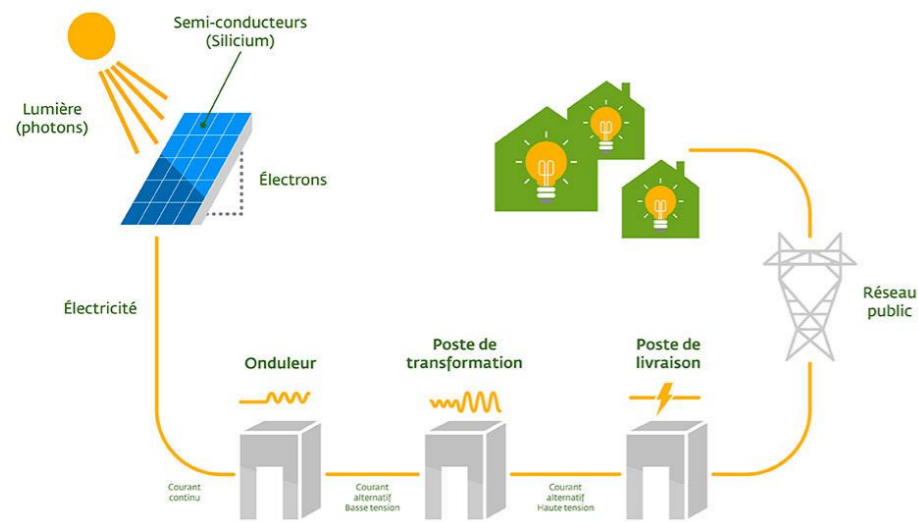 Semi-conducteurs
(Silicium)
Lumière
(photons)
Électrons
Électricité
Réseau
public
Onduleur
Poste de
transformation
Poste de
livraison
Courant
continu
Courant
alternatif
Basse tension
Courant
alternatif
Haute tension